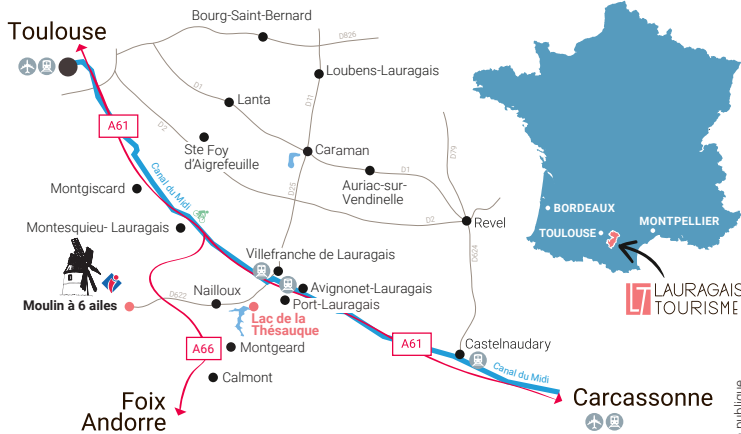 Bourg-Saint-Bernard
Toulouse
D826
Loubens-Lauragais
D1
Lanta
D11
A61
D2
Ste Foy
d'Aigrefeuille
Caraman
D79
Canal du Midi
D1
Auriac-sur-
Vendinelle
Montgiscard
D25
D2
Revel
Montesquieu- Lauragais
D624
Villefranche de Lauragais
Nailloux
D622
Avignonet-Lauragais
Port-Lauragais
Moulin à 6 ailes
Lac de la
Thésauque
A66
Montgeard
A61
Castelnaudary
Calmont
Canal du Midi
Foix
Andorre
Carcassonne
BORDEAUX
TOULOUSE
MONTPELLIER
LT
LAURAGAIS
TOURISME
publique